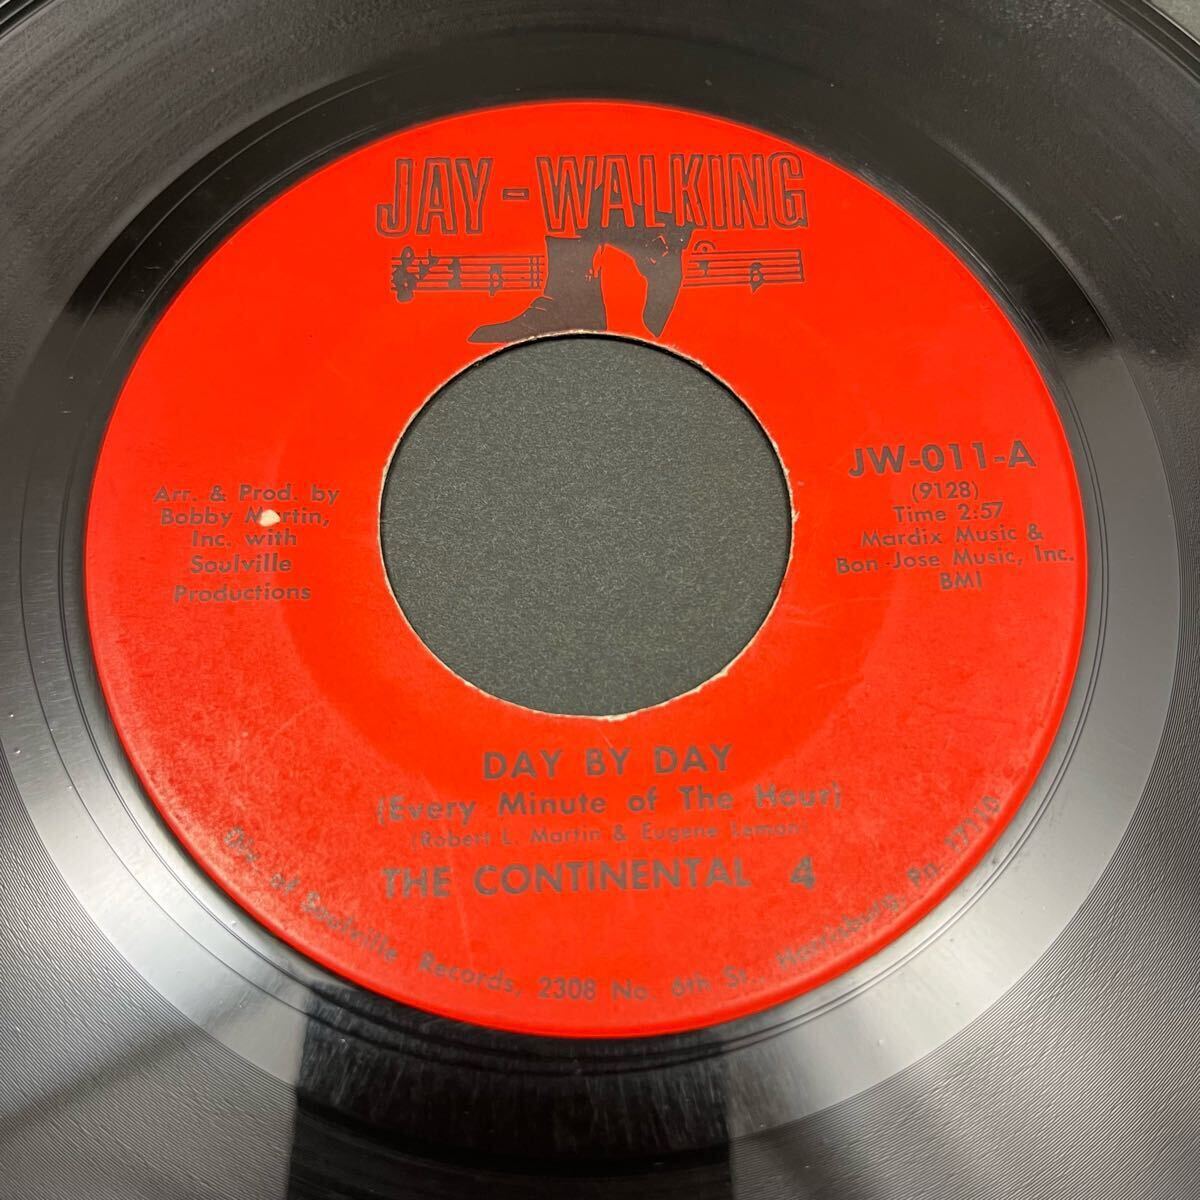 JAY-WALKING
JW-011-A
(9128)
Time 2:57
Mardix Music &
Bon-Jose Music, Inc.
BMI
Arr. & Prod. by
Bobby Martin,
Inc. with
Soulville
Productions
DAY BY DAY
(Every Minute of The Hour)
(Robert L. Martin & Eugene Leman)
THE CONTINENTAL 4
Div. of Soulville Records, 2308 No. 6th St., Harrisburg, Pa. 17110